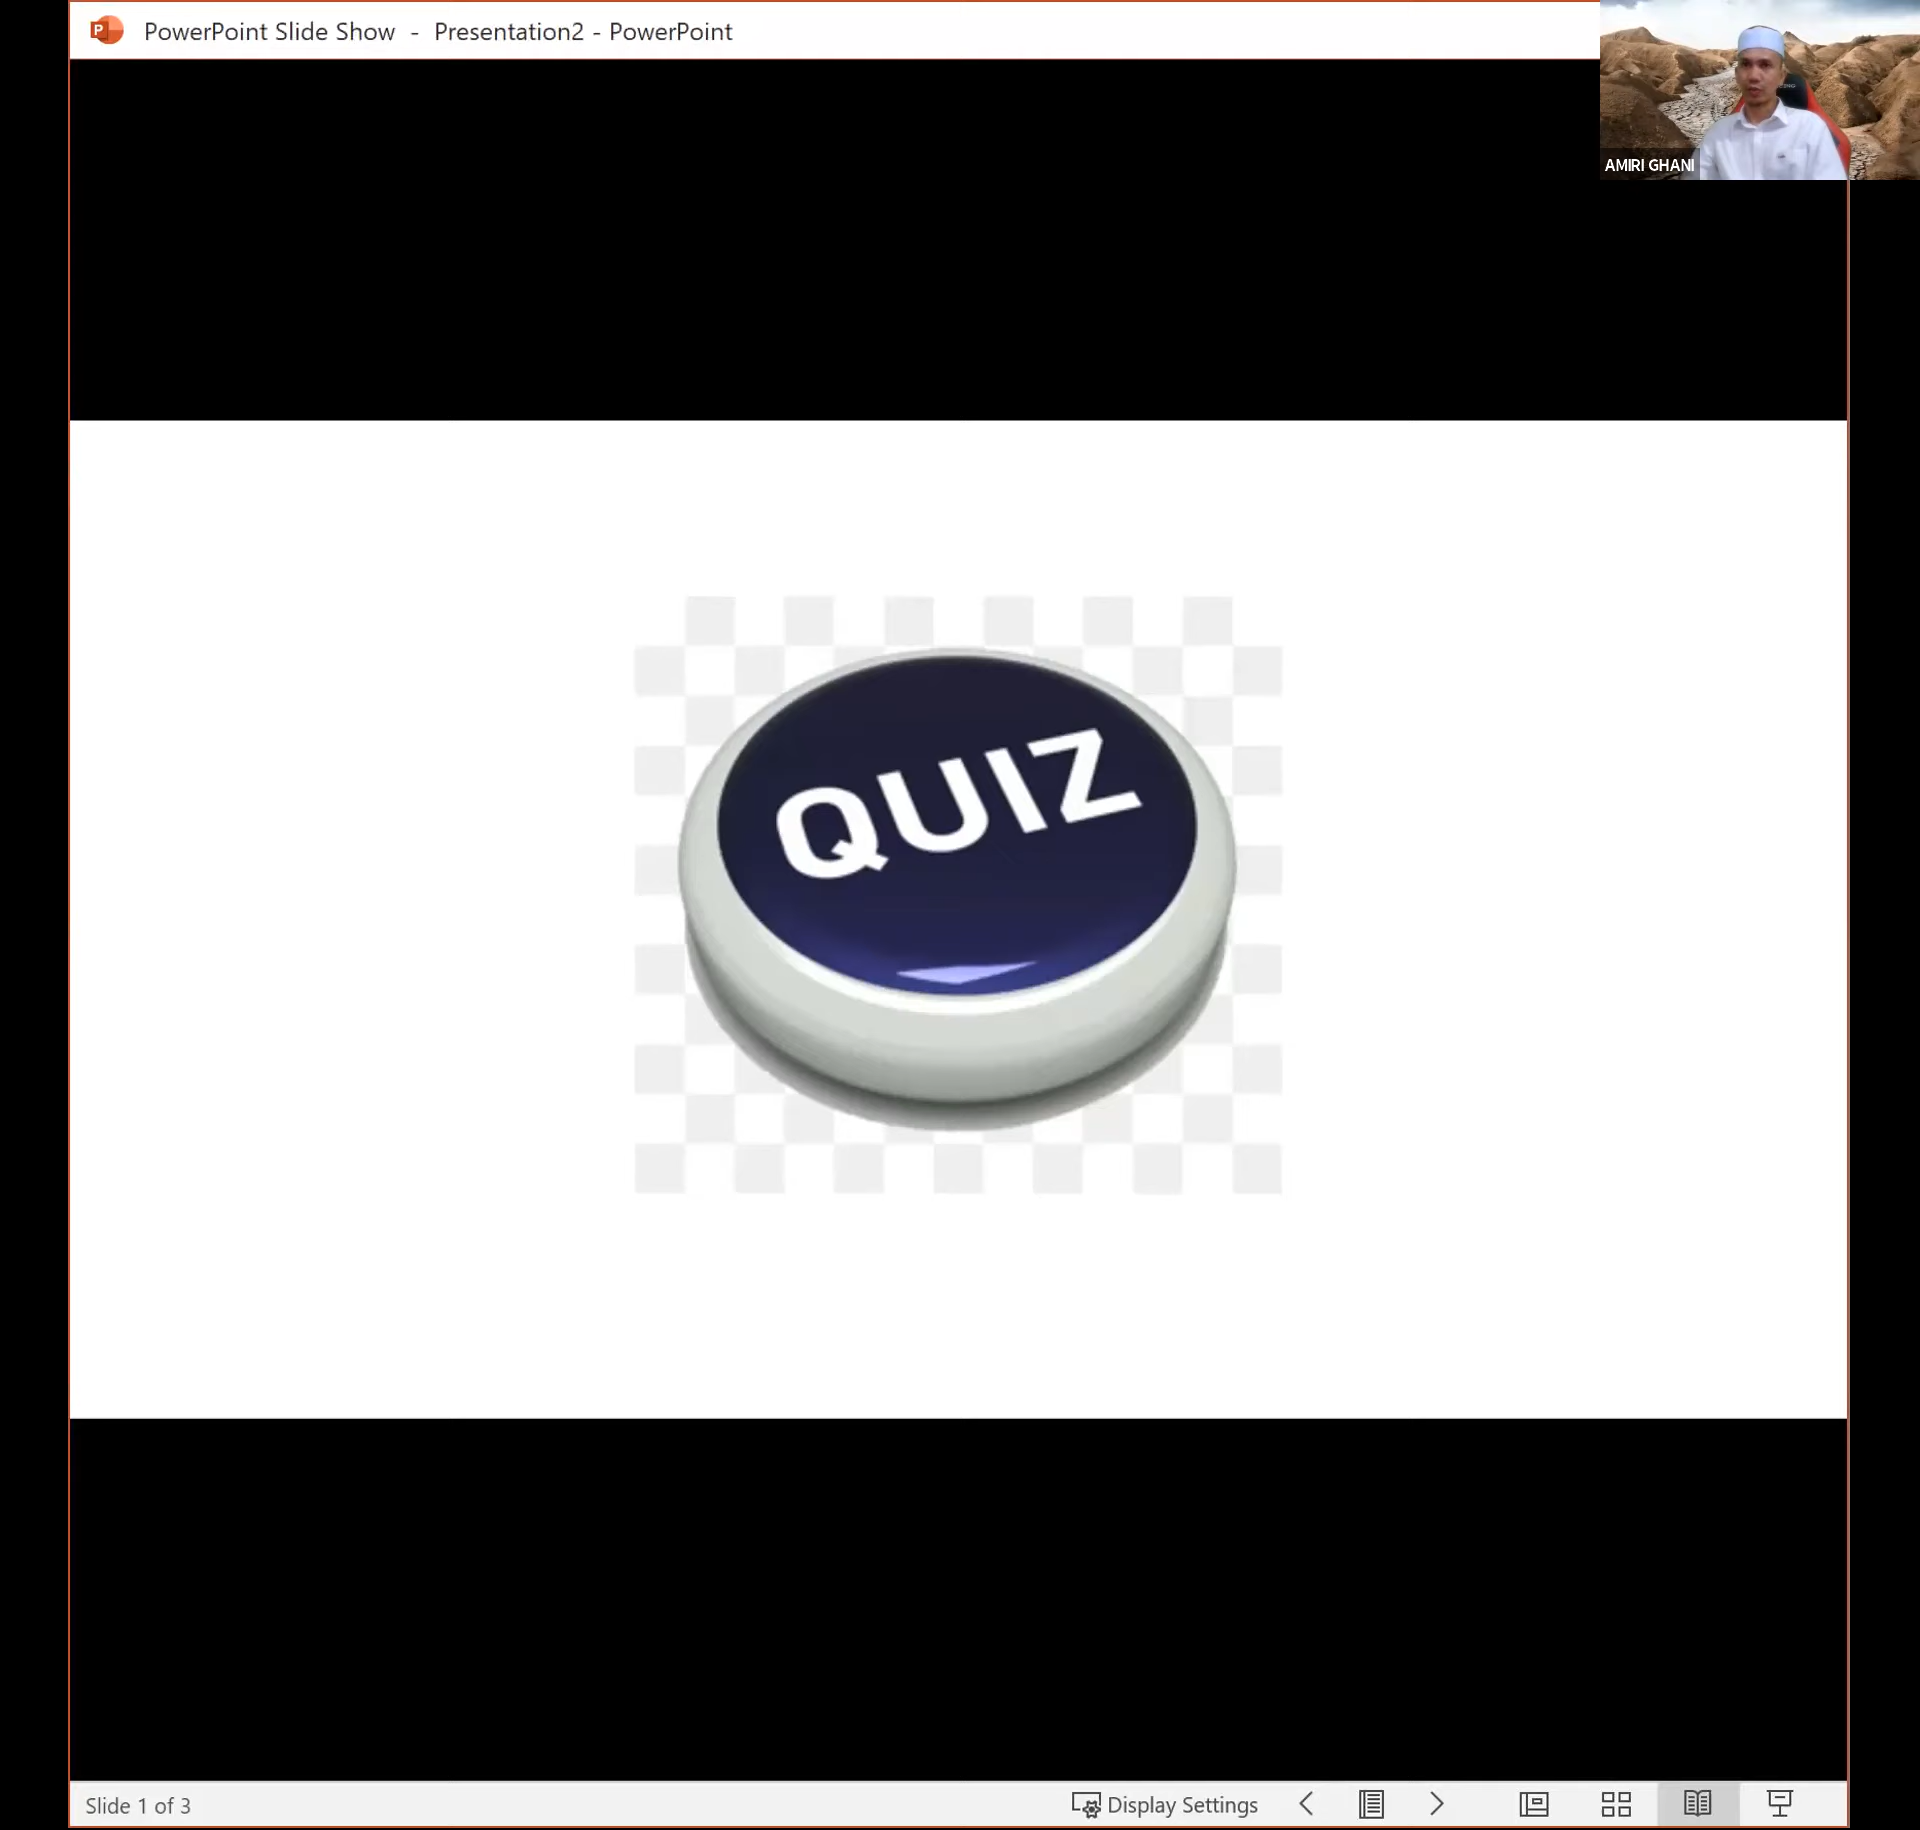 PowerPoint Slide Show - Presentation2 - PowerPoint
AMIRI GHANI
QUIZ
Slide 1 of 3
Display Settings